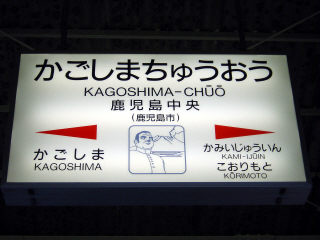 かごしまちゅうおう
KAGOSHIMA-CHŪŌ
鹿児島中央
(鹿児島市)
かごしま
KAGOSHIMA
かみいじゅういん
KAMI-IJŪIN
こおりもと
KŌRIMOTO